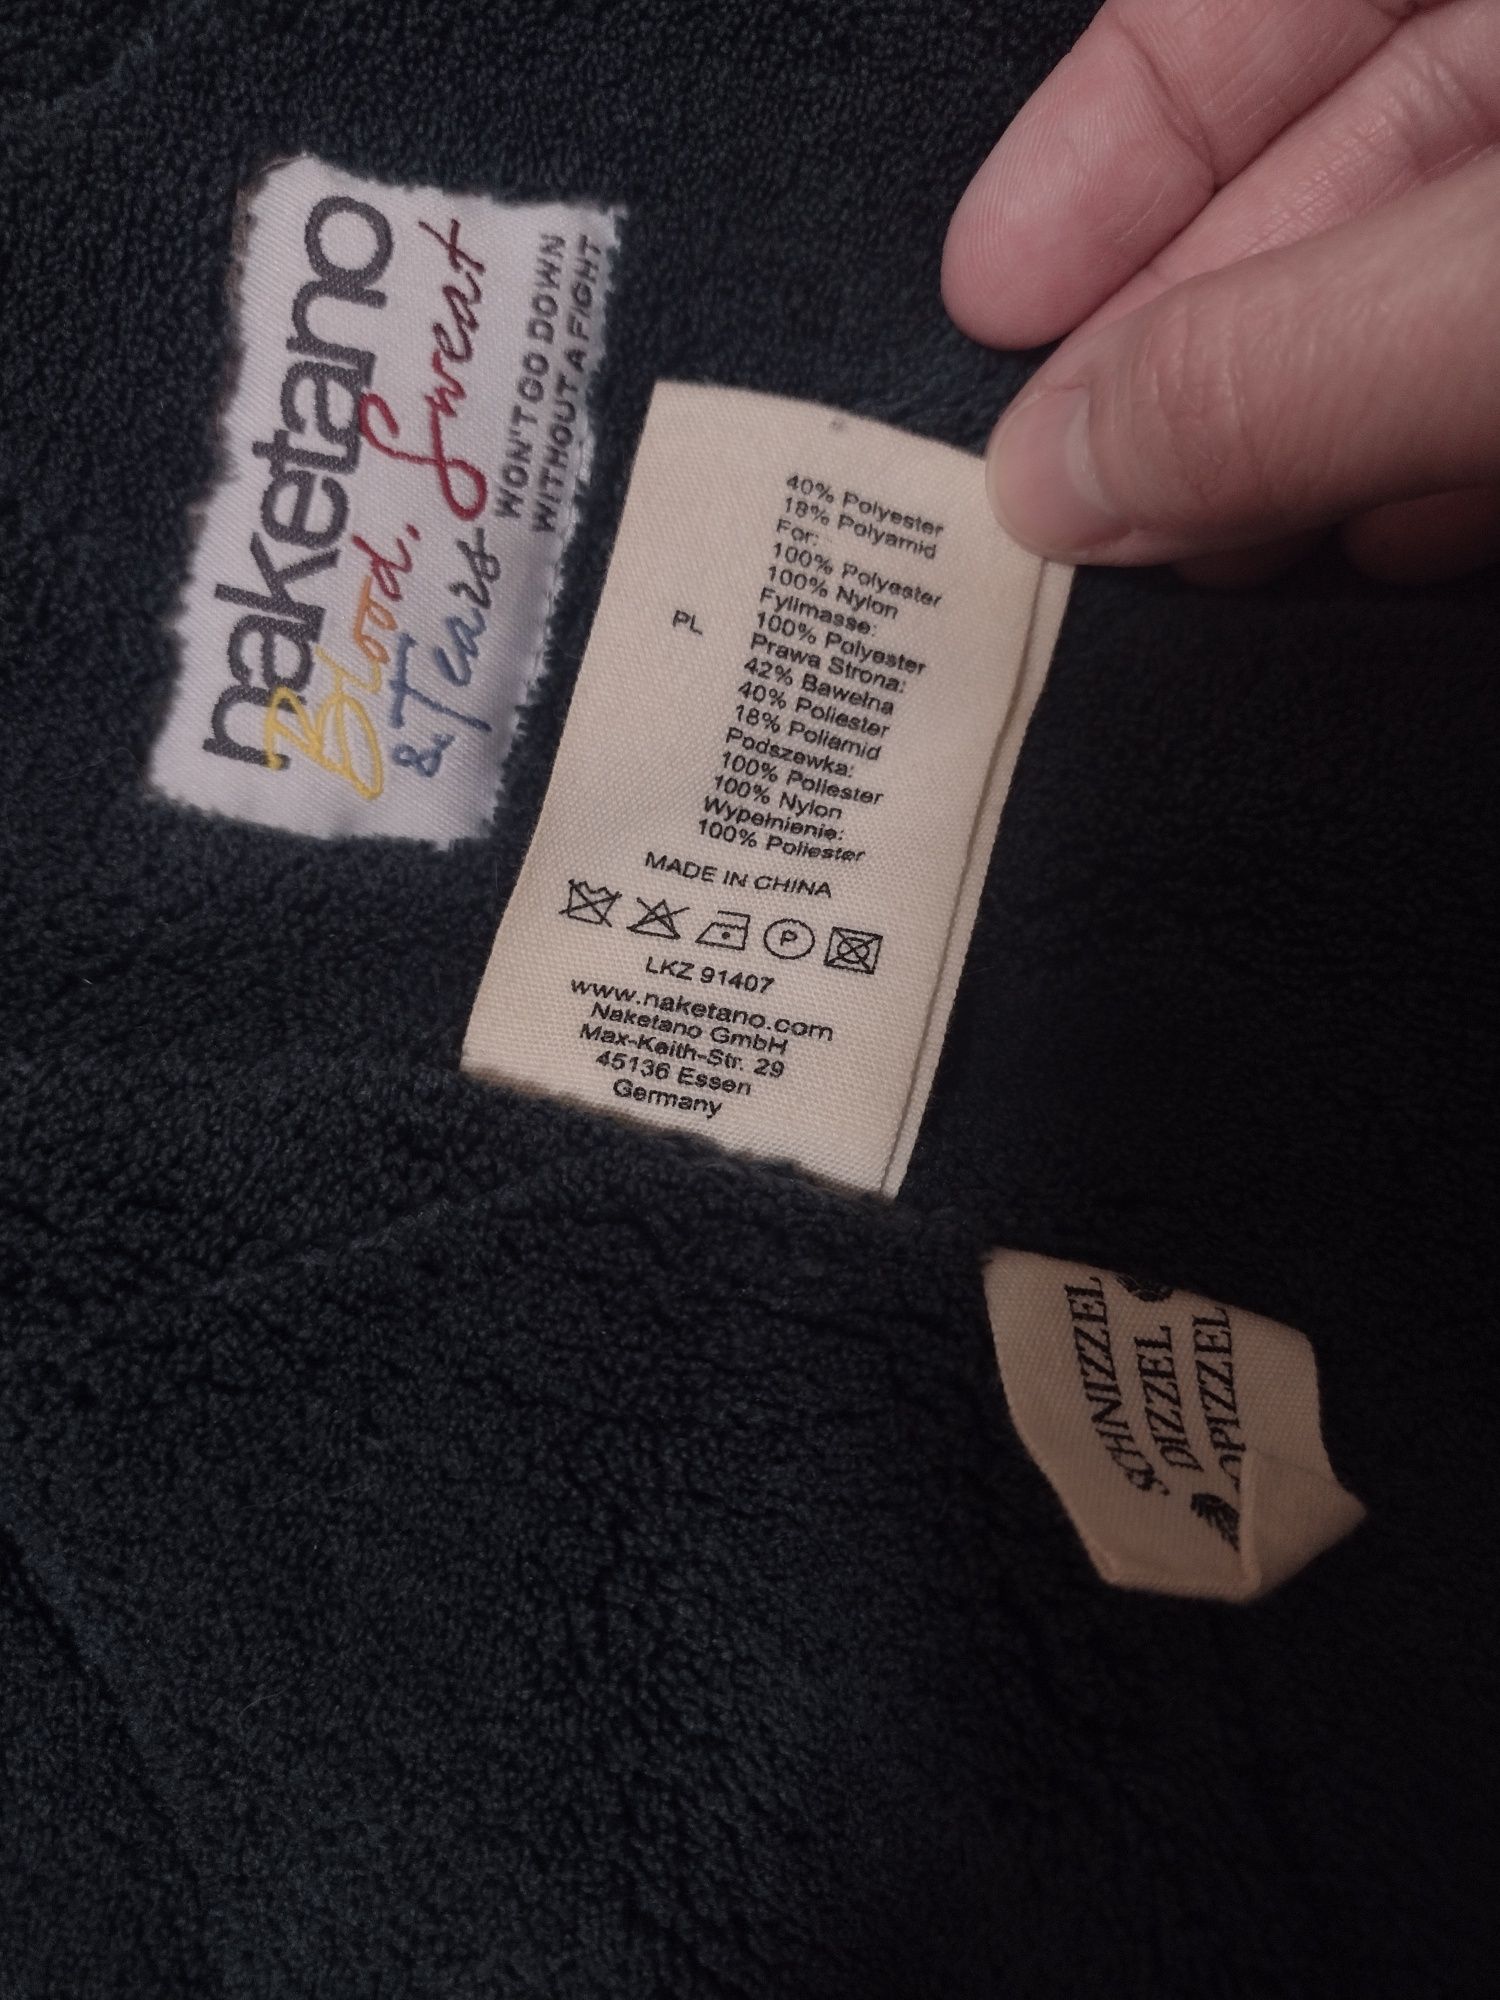 naketano
Blood, Sweat
& Tears
WON'T GO DOWN
WITHOUT A FIGHT
40% Polyester
18% Polyamid
For:
100% Polyester
100% Nylon
Fyllmasse:
100% Polyester
PL
Prawa Strona:
42% Bawełna
40% Poliester
18% Poliamid
Podszewka:
100% Poliester
100% Nylon
Wypełnienie:
100% Poliester
MADE IN CHINA
P
LKZ 91407
www.naketano.com
Naketano GmbH
Max-Keith-Str. 29
45136 Essen
Germany
SCHNIZZEL
DIZZEL